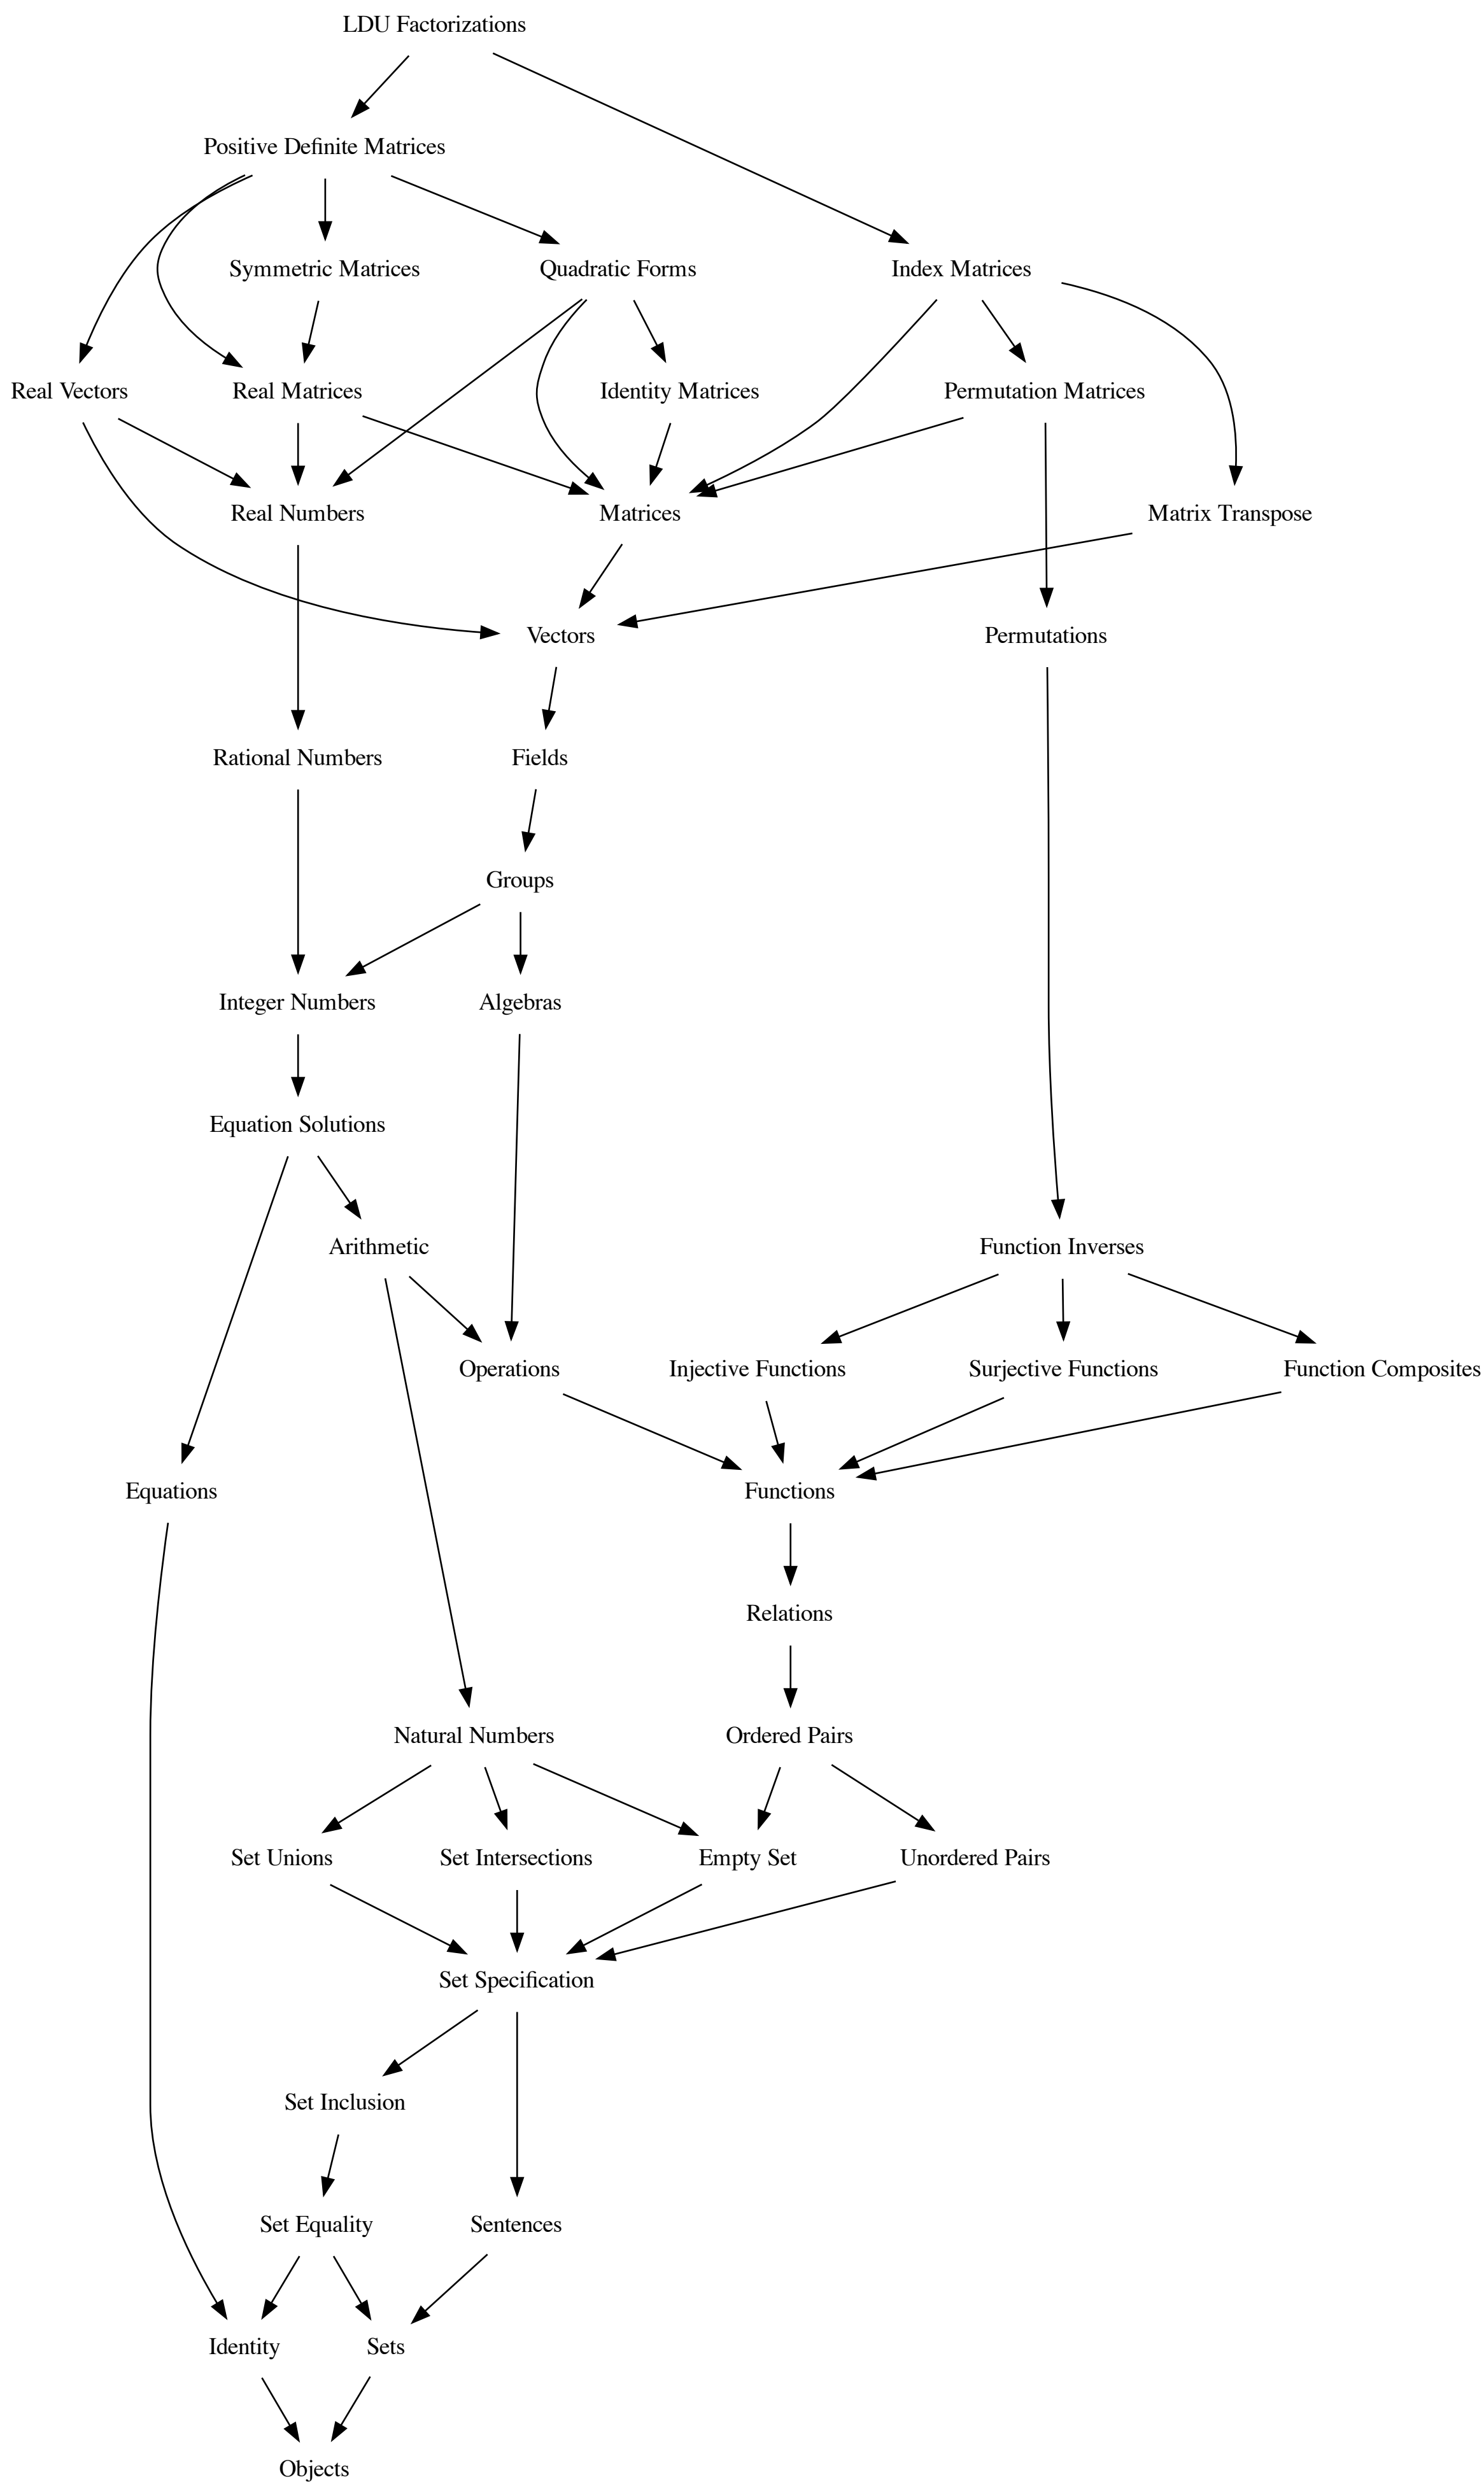 LDU Factorizations
Positive Definite Matrices
Symmetric Matrices
Quadratic Forms
Index Matrices
Real Vectors
Real Matrices
Identity Matrices
Permutation Matrices
Real Numbers
Matrices
Matrix Transpose
Vectors
Permutations
Rational Numbers
Fields
Groups
Integer Numbers
Algebras
Equation Solutions
Arithmetic
Function Inverses
Operations
Injective Functions
Surjective Functions
Function Composites
Equations
Functions
Relations
Natural Numbers
Ordered Pairs
Set Unions
Set Intersections
Empty Set
Unordered Pairs
Set Specification
Set Inclusion
Set Equality
Sentences
Identity
Sets
Objects